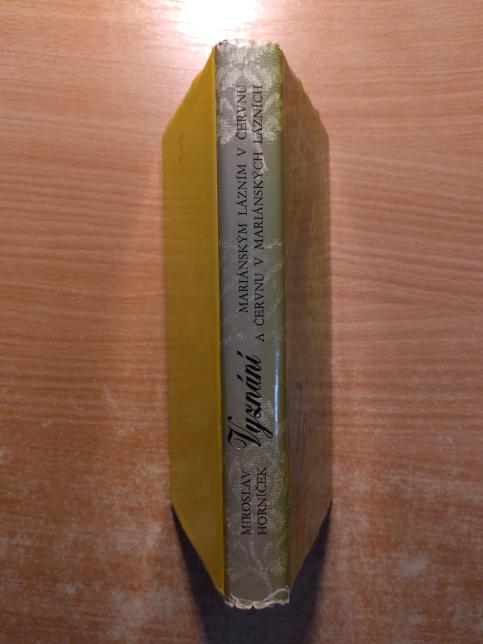 MIROSLAV
HORNÍČEK
Vyznání
MARIÁNSKÝM LÁZNÍM V ČERVNU
A ČERVNU V MARIÁNSKÝCH LÁZNÍCH